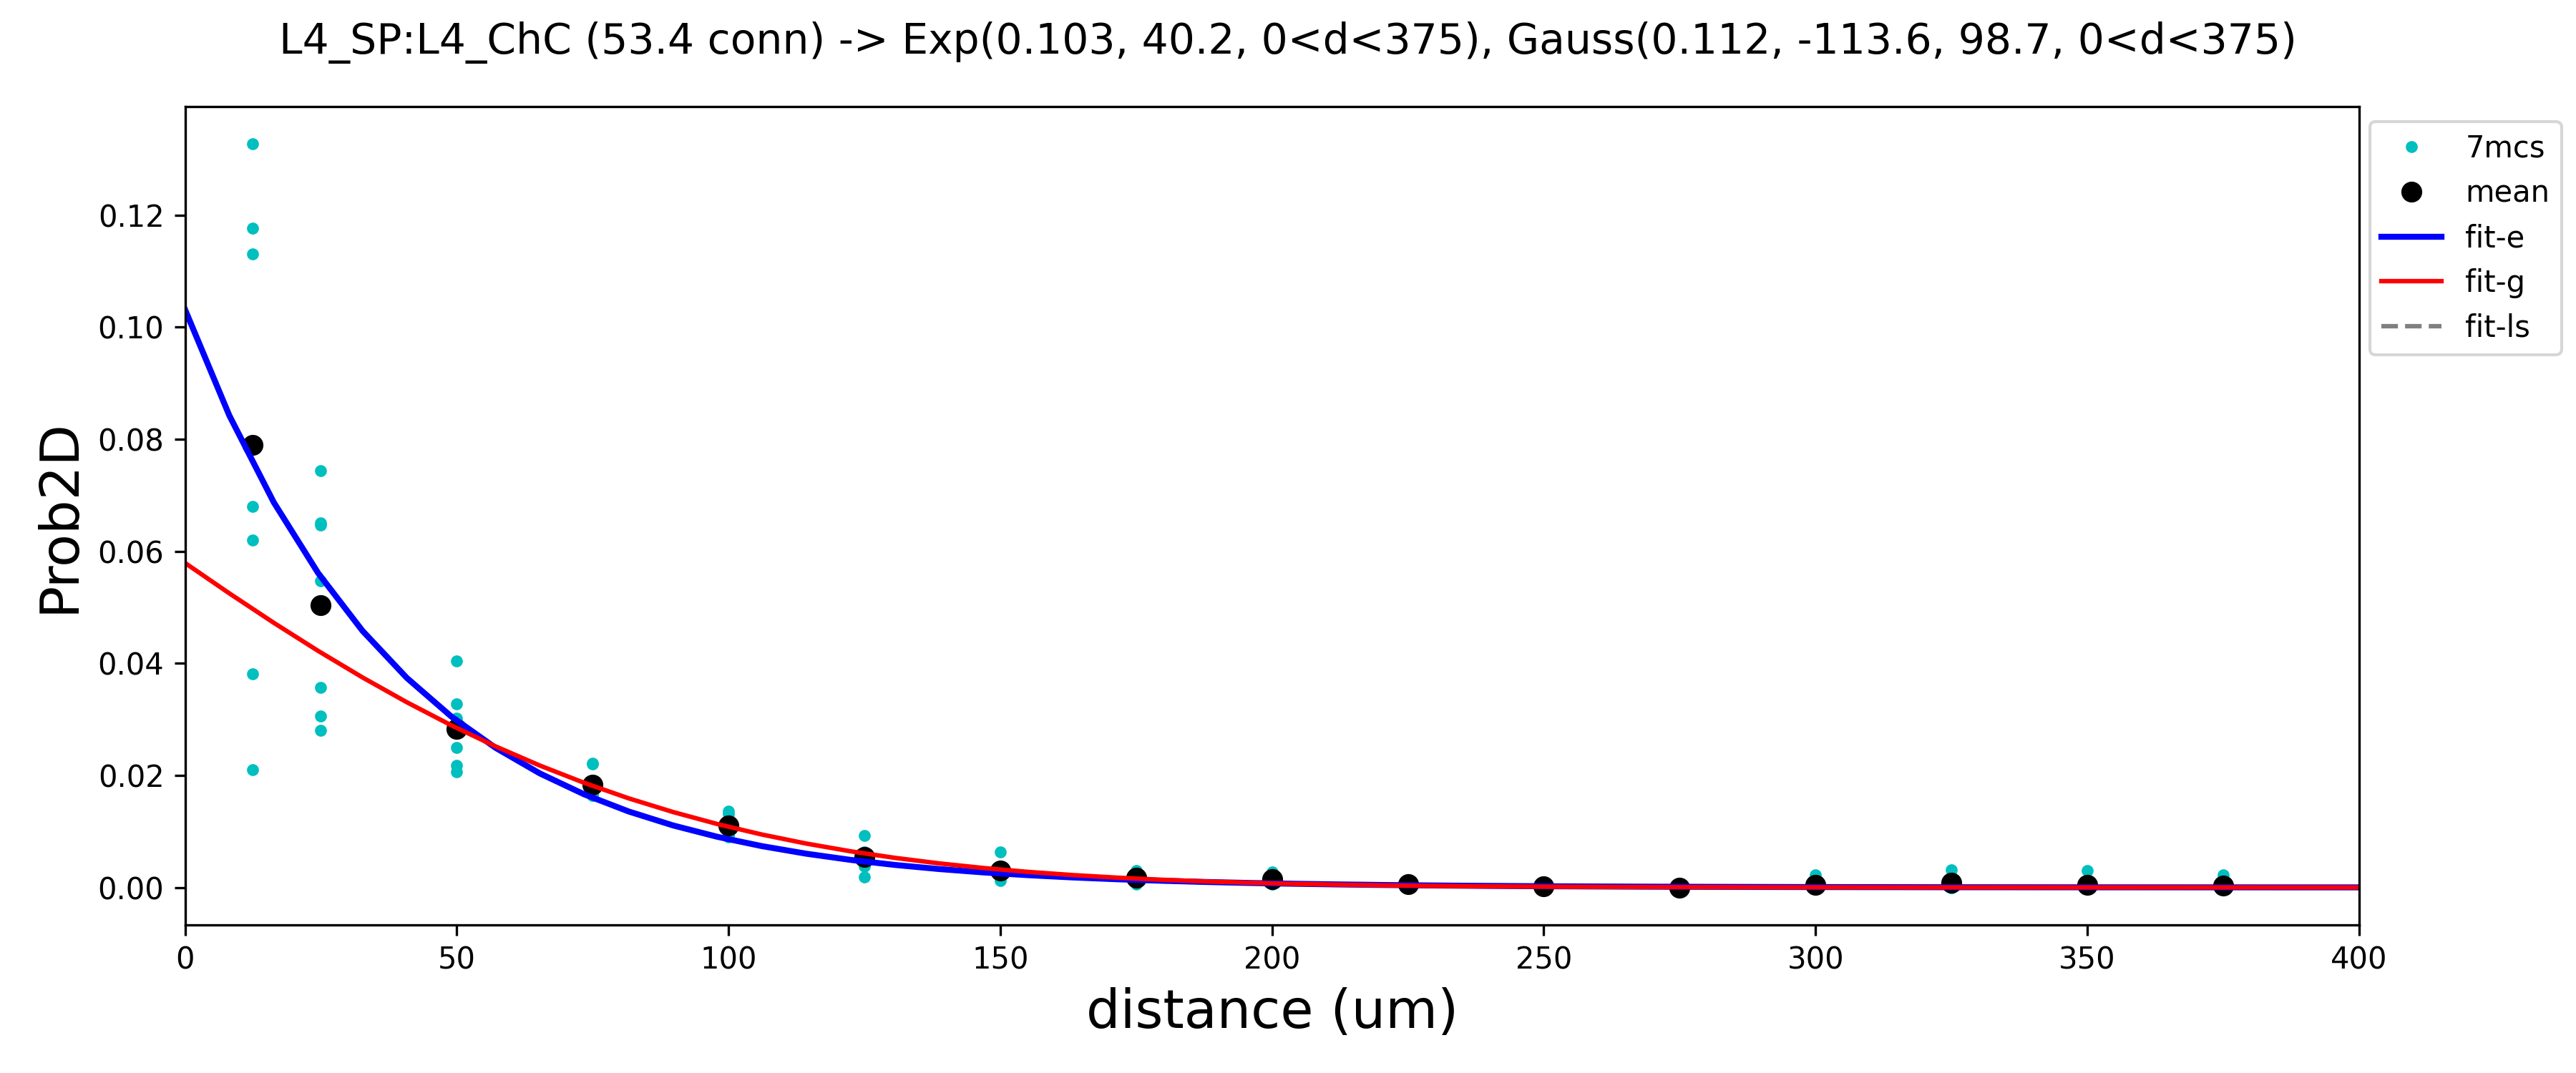 L4_SP:L4_ChC (53.4 conn) -> Exp(0.103, 40.2, 0<d<375), Gauss(0.112, -113.6, 98.7, 0<d<375)
7mcs
mean
fit-e
fit-g
fit-ls
Prob2D
0.12
0.10
0.08
0.06
0.04
0.02
0.00
0 50 100 150 200 250 300 350 400
distance (um)